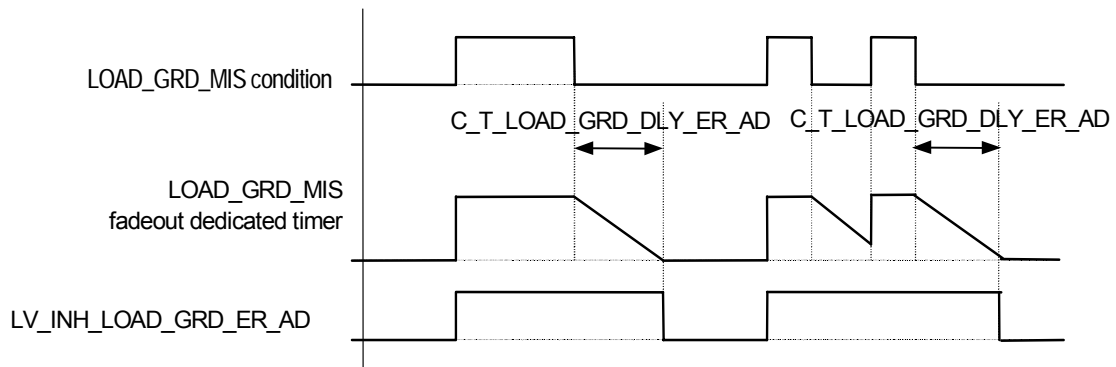 LOAD_GRD_MIS condition
C_T_LOAD_GRD_DLY_ER_AD C_T_LOAD_GRD_DLY_ER_AD
LOAD_GRD_MIS
fadeout dedicated timer
LV_INH_LOAD_GRD_ER_AD